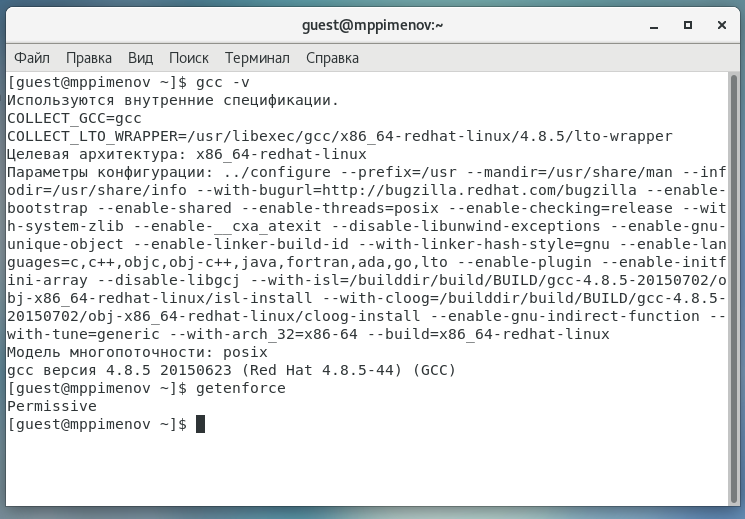 guest@mppimenov:~
Файл Правка Вид Поиск Терминал Справка
[guest@mppimenov ~]$ gcc -v
Используются внутренние спецификации.
COLLECT_GCC=gcc
COLLECT_LTO_WRAPPER=/usr/libexec/gcc/x86_64-redhat-linux/4.8.5/lto-wrapper
Целевая архитектура: x86_64-redhat-linux
Параметры конфигурации: ../configure --prefix=/usr --mandir=/usr/share/man --inf
odir=/usr/share/info --with-bugurl=http://bugzilla.redhat.com/bugzilla --enable-
bootstrap --enable-shared --enable-threads=posix --enable-checking=release --wit
h-system-zlib --enable-__cxa_atexit --disable-libunwind-exceptions --enable-gnu-
unique-object --enable-linker-build-id --with-linker-hash-style=gnu --enable-lan
guages=c,c++,objc,obj-c++,java,fortran,ada,go,lto --enable-plugin --enable-initf
ini-array --disable-libgcj --with-isl=/builddir/build/BUILD/gcc-4.8.5-20150702/o
bj-x86_64-redhat-linux/isl-install --with-cloog=/builddir/build/BUILD/gcc-4.8.5-
20150702/obj-x86_64-redhat-linux/cloog-install --enable-gnu-indirect-function --
with-tune=generic --with-arch_32=x86-64 --build=x86_64-redhat-linux
Модель многопоточности: posix
gcc версия 4.8.5 20150623 (Red Hat 4.8.5-44) (GCC)
[guest@mppimenov ~]$ getenforce
Permissive
[guest@mppimenov ~]$